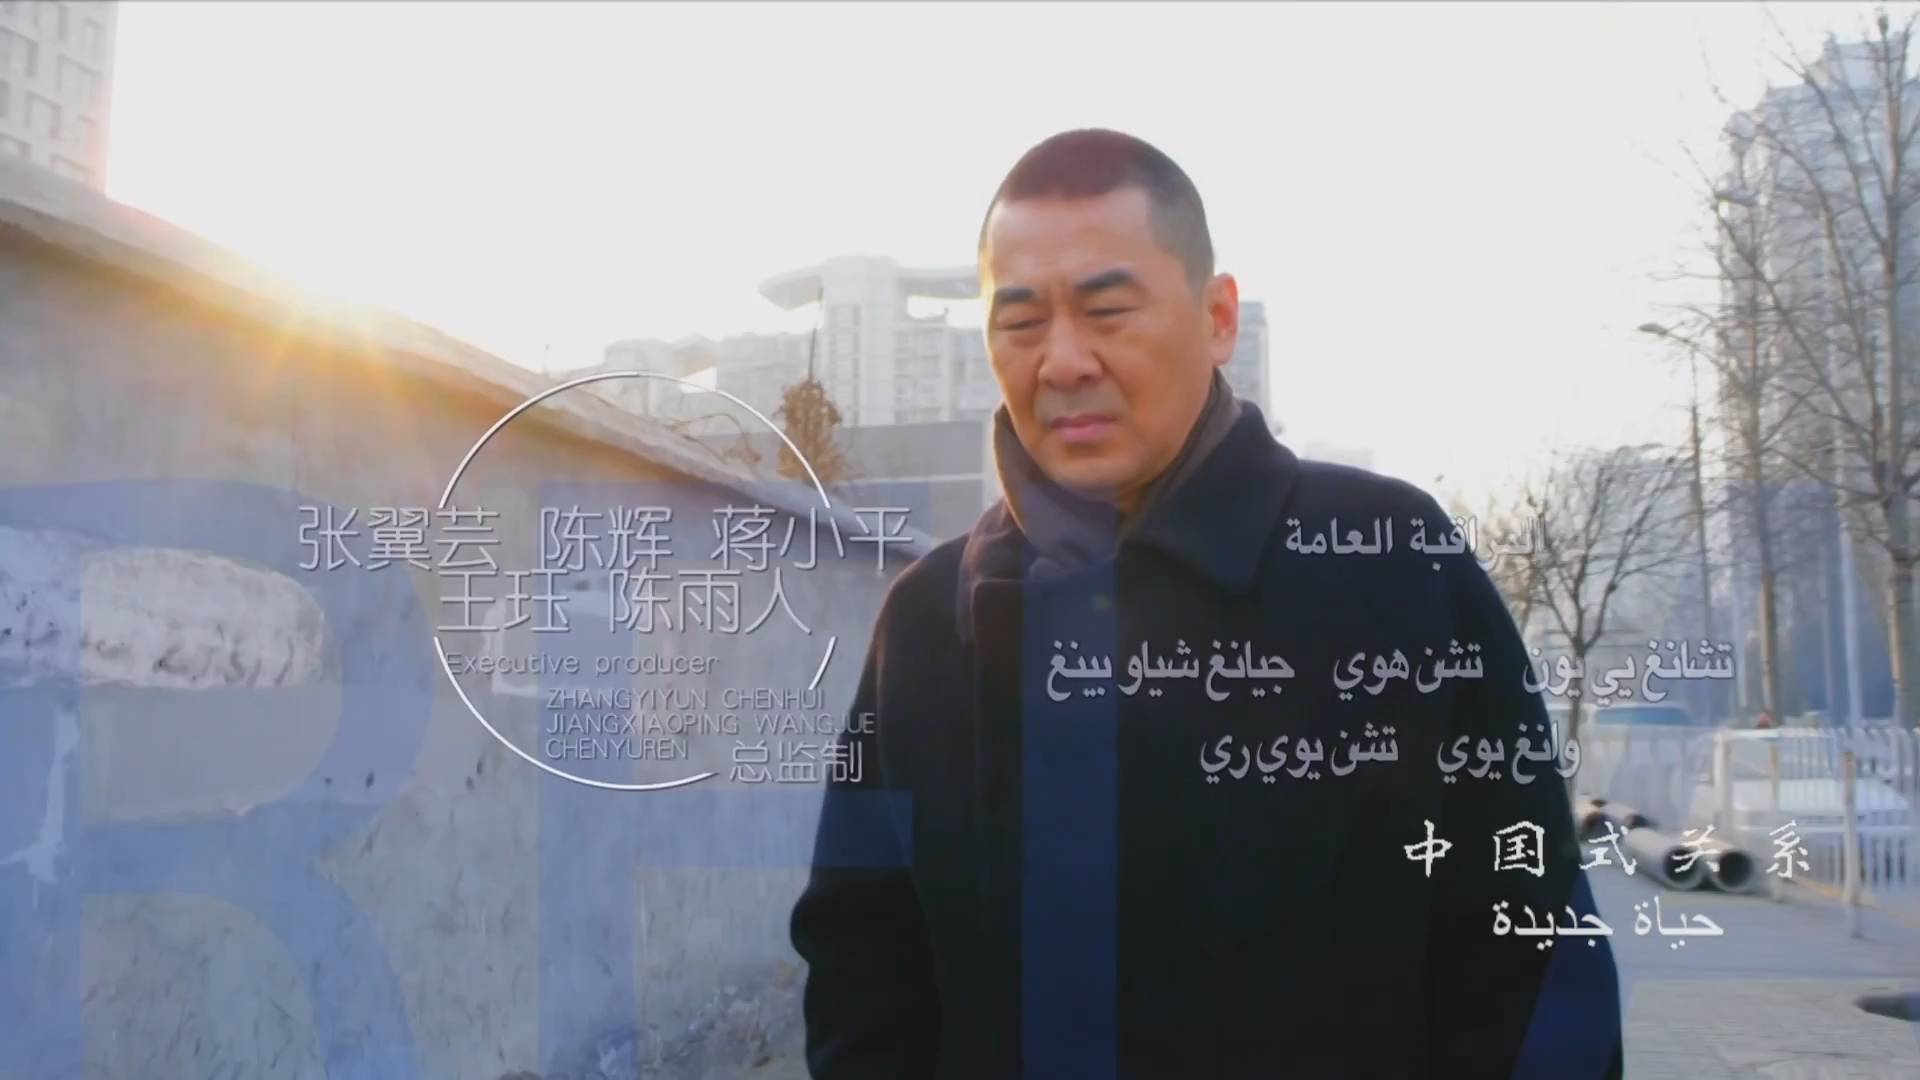 张翼芸 陈辉 蒋小平
王珏 陈雨人
Executive producer
ZHANGYIYUN CHENHUI
JIANGXIAOPING WANGJUE
CHENYUREN
总监制
المراقبة العامة
تشانغ يي يون تشن هوي جيانغ شياو بينغ
وانغ يوي تشن يوي ري
中国式关系
حياة جديدة